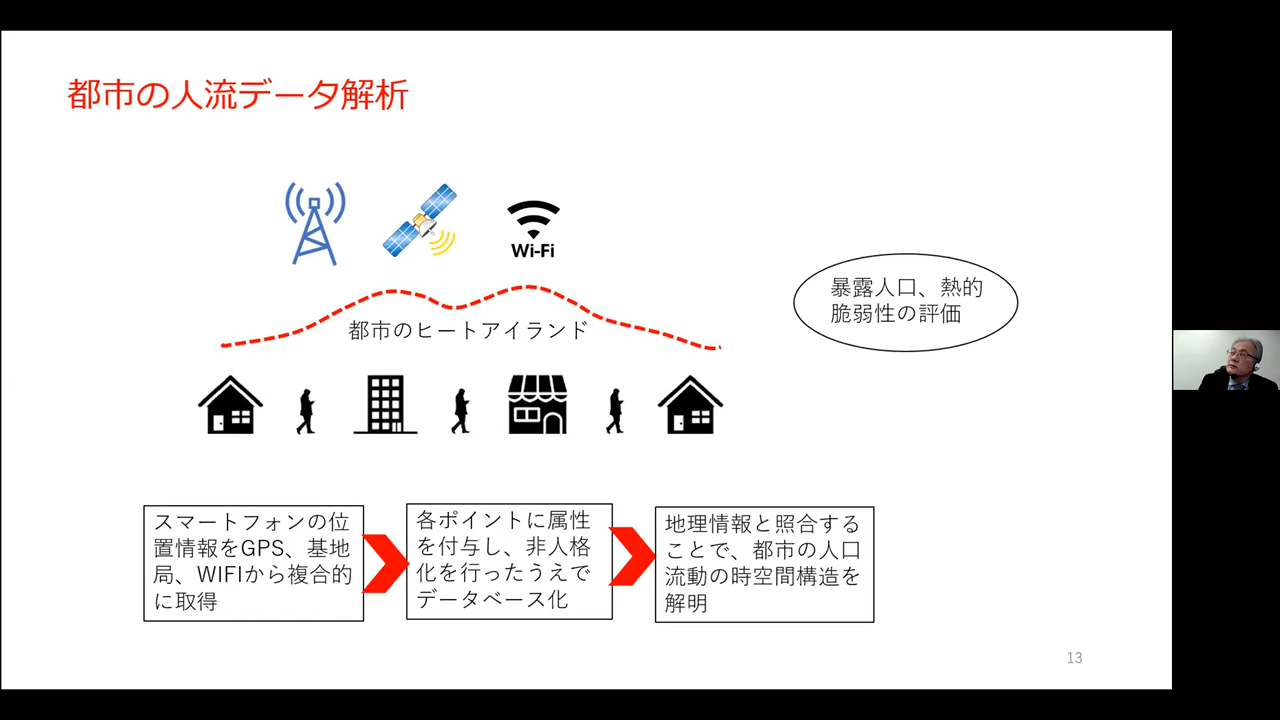 都市の人流データ解析
Wi-Fi
都市のヒートアイランド
暴露人口、熱的
脆弱性の評価
スマートフォンの位
置情報をGPS、基地
局、WIFIから複合的
に取得
各ポイントに属性
を付与し、非人格
化を行ったうえで
データベース化
地理情報と照合する
ことで、都市の人口
流動の時空間構造を
解明
13